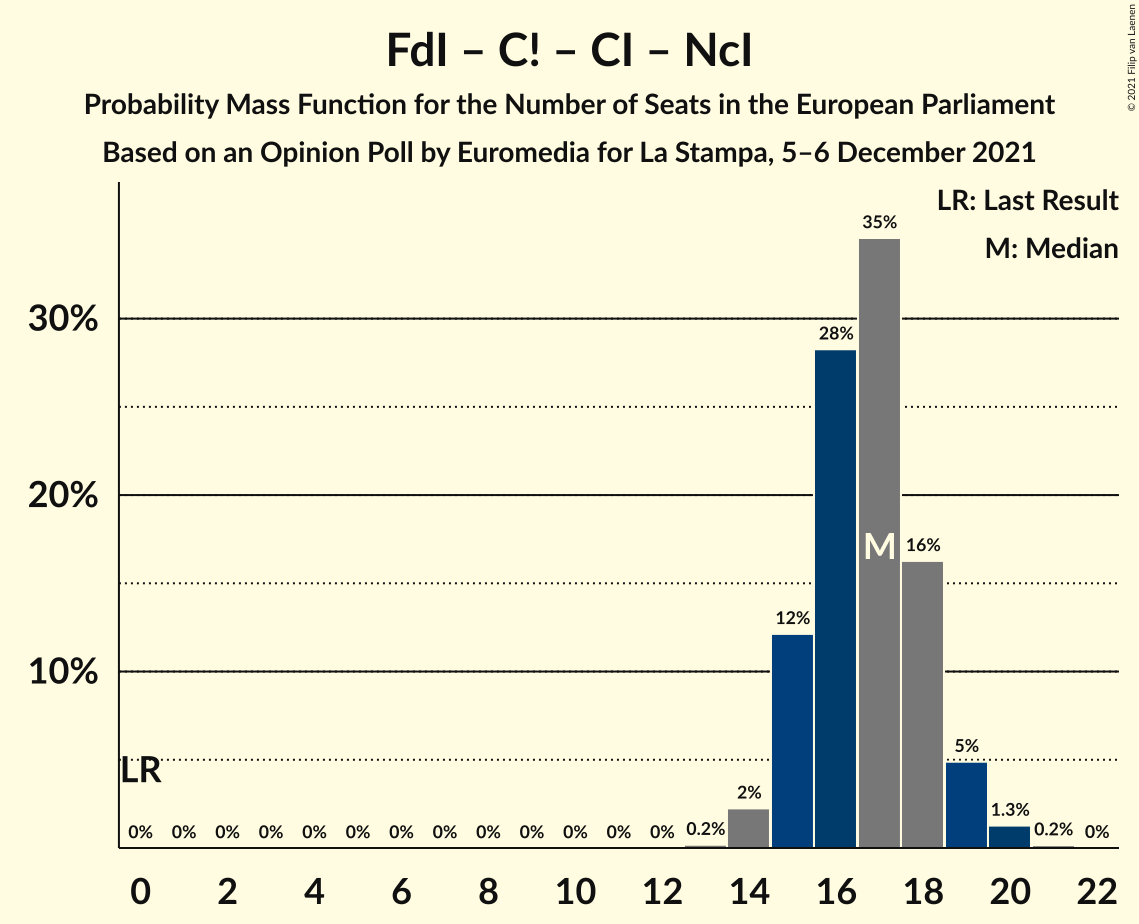 FdI – C! – CI – NcI
Probability Mass Function for the Number of Seats in the European Parliament
Based on an Opinion Poll by Euromedia for La Stampa, 5–6 December 2021
© 2021 Filip van Laenen
LR: Last Result
M: Median
30%
20%
10%
LR
M
0% 0% 0% 0% 0% 0% 0% 0% 0% 0% 0% 0% 0% 0.2% 2% 12% 28% 35% 16% 5% 1.3% 0.2% 0%
0 2 4 6 8 10 12 14 16 18 20 22